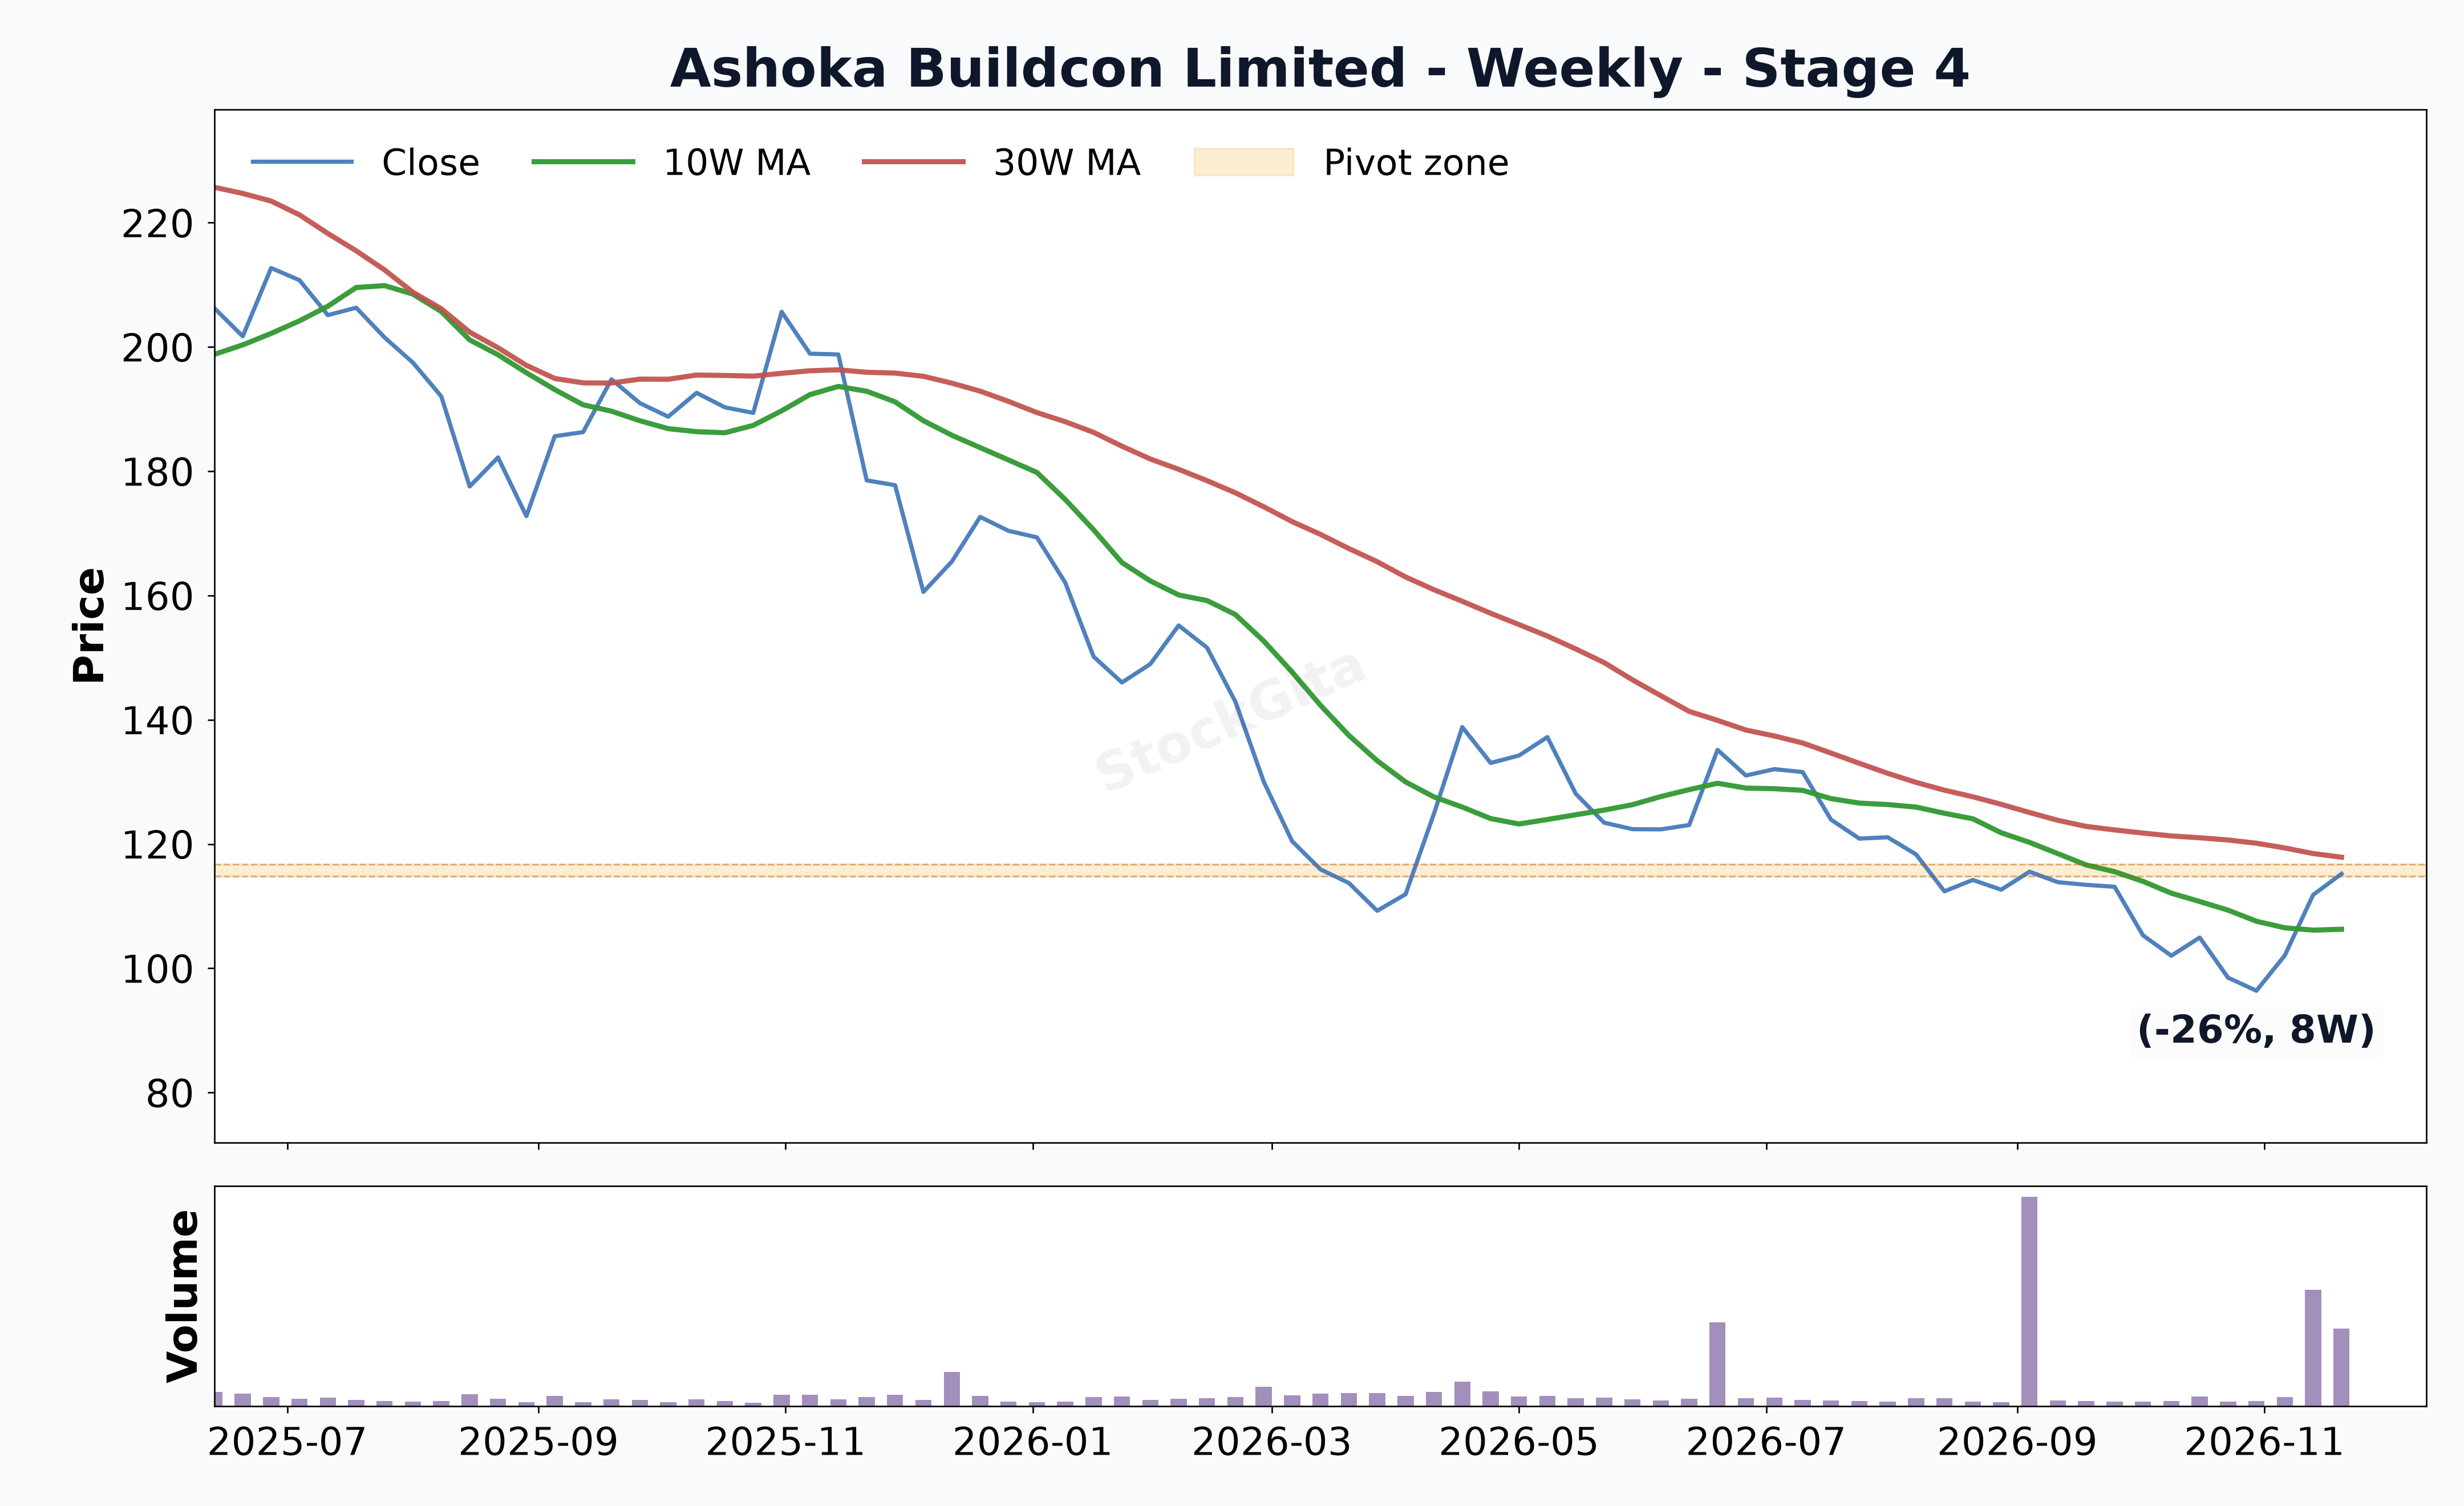 Ashoka Buildcon Limited - Weekly - Stage 4
Close 10W MA 30W MA Pivot zone
220
200
180
160
140
120
100
80
Price
StockGita
(-26%, 8W)
Volume
2025-07 2025-09 2025-11 2026-01 2026-03 2026-05 2026-07 2026-09 2026-11